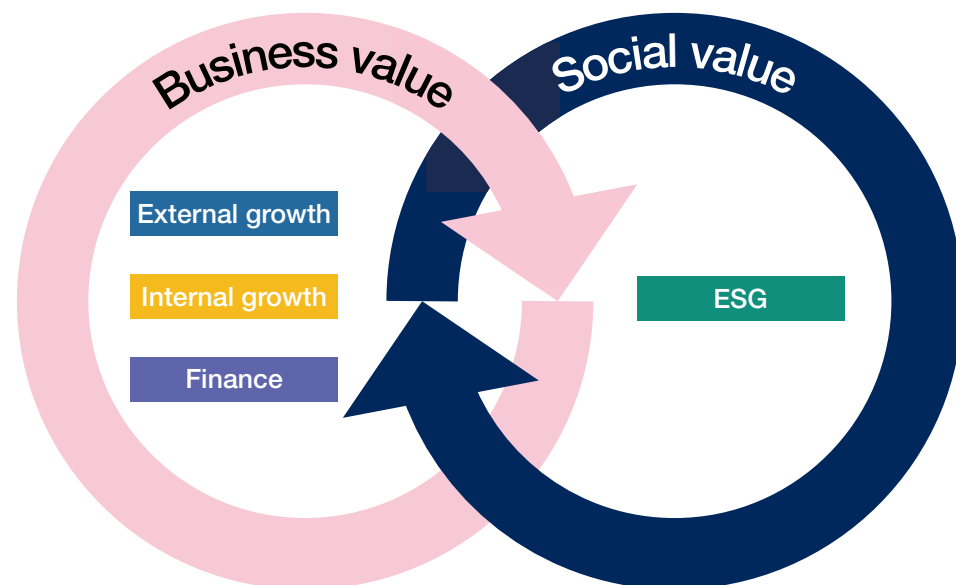 Business value
Social value
External growth
Internal growth
Finance
ESG